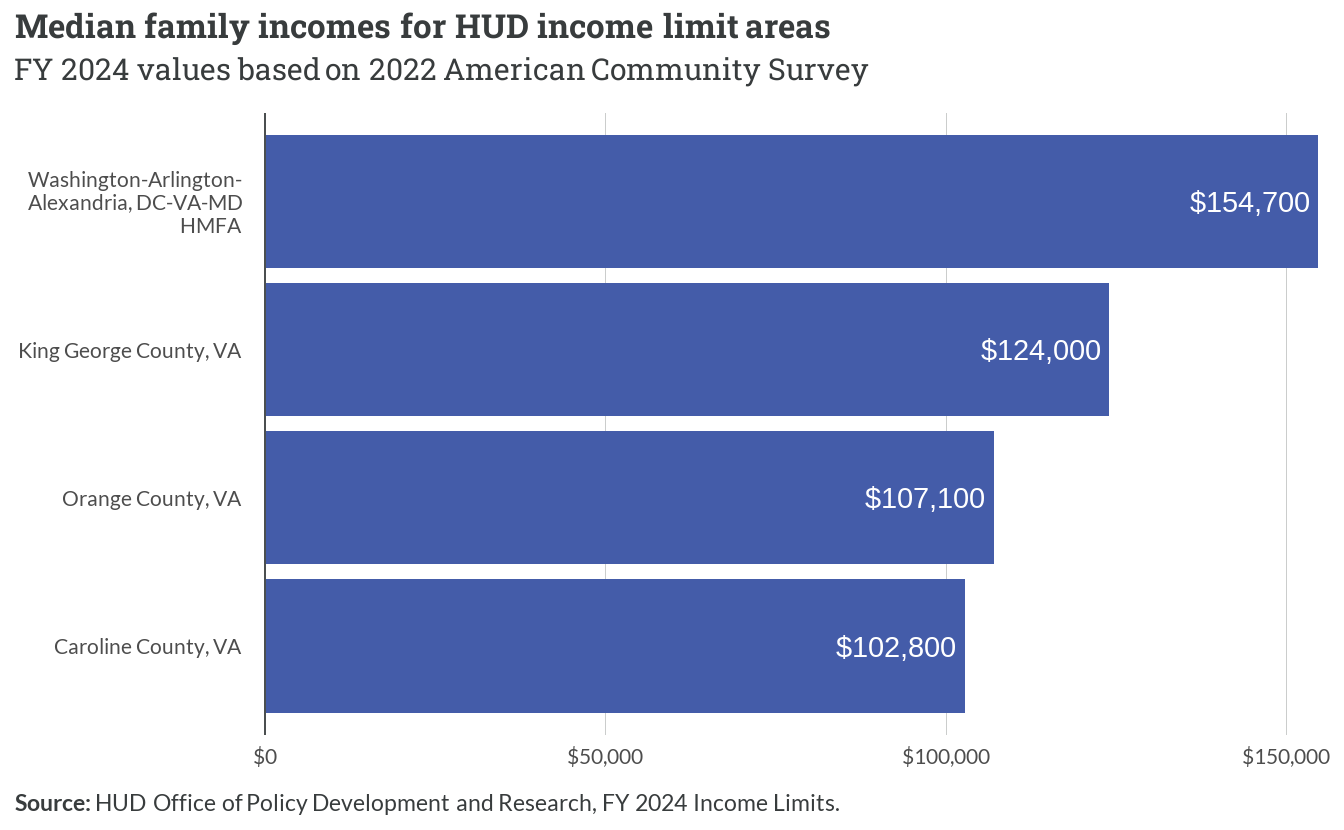 Median family incomes for HUD income limit areas
FY 2024 values based on 2022 American Community Survey
Washington-Arlington-
Alexandria, DC-VA-MD
HMFA
$154,700
King George County, VA
$124,000
Orange County, VA
$107,100
Caroline County, VA
$102,800
$0
$50,000
$100,000
$150,000
Source: HUD Office of Policy Development and Research, FY 2024 Income Limits.